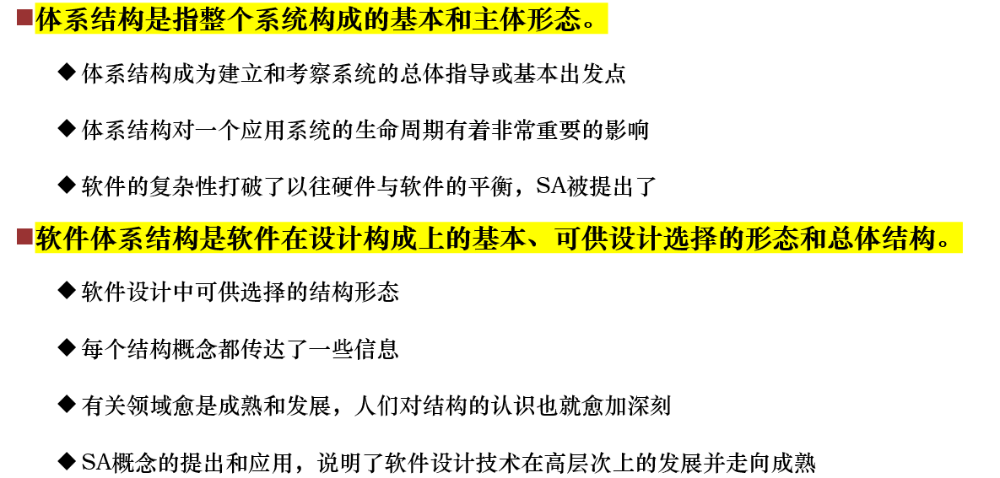 体系结构是指整个系统构成的基本和主体形态。
体系结构成为建立和考察系统的总体指导或基本出发点
体系结构对一个应用系统的生命周期有着非常重要的影响
软件的复杂性打破了以往硬件与软件的平衡，SA被提出了
软件体系结构是软件在设计构成上的基本、可供设计选择的形态和总体结构。
软件设计中可供选择的结构形态
每个结构概念都传达了一些信息
有关领域愈是成熟和发展，人们对结构的认识也就愈加深刻
SA概念的提出和应用，说明了软件设计技术在高层次上的发展并走向成熟